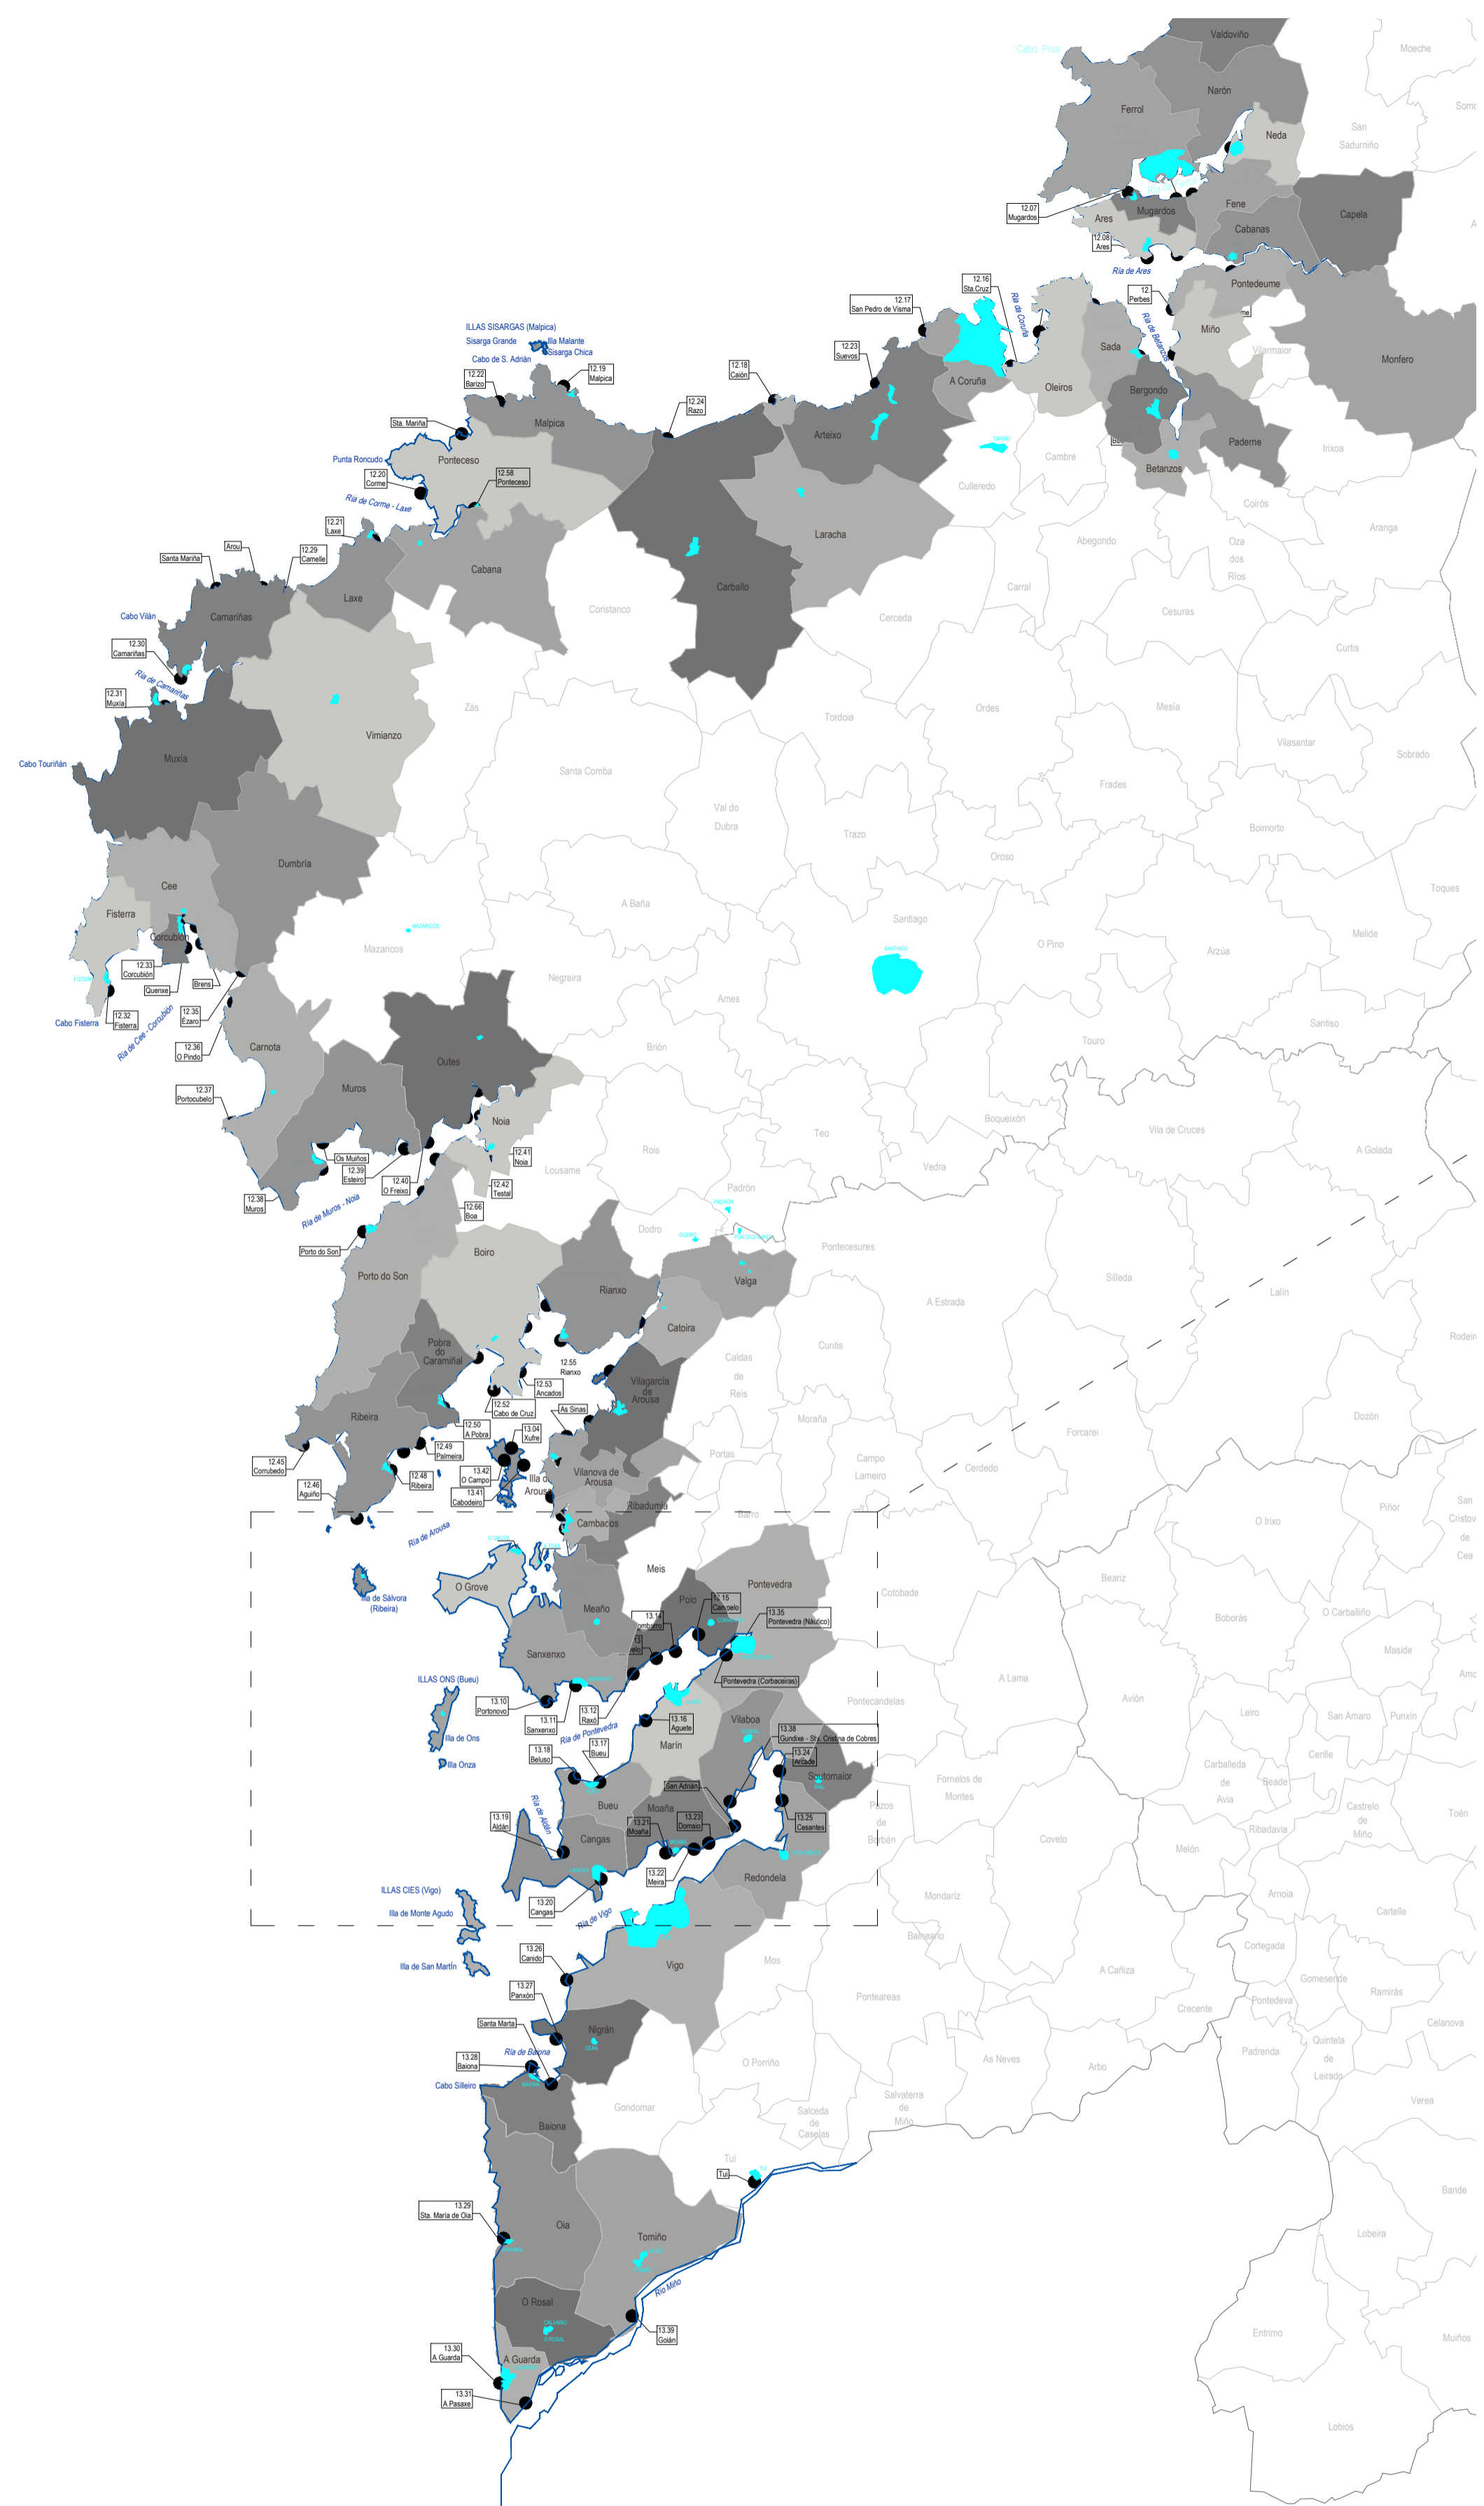 Valdoviño
Moeche
Cabo Prior
Narón
Ferrol
Neda
San
Sadurniño
12.07
Mugardos
Mugardos
Ares
Fene
Capela
Cabanas
12.08
Ares
Ría de Ares
Pontedeume
12.16
Sta.Cruz
Ría da Coruña
12.
Perbes
Ría de Betanzos
Miño
Vilarmaior
Monfero
12.17
San Pedro de Visma
ILLAS SISARGAS (Malpica)
Sisarga Grande
Illa Malante
Sisarga Chica
Cabo de S. Adrián
12.23
Suevos
Sada
12.18
Caión
12.19
Malpica
12.22
Barizo
A Coruña
Oleiros
Bergondo
12.24
Razo
Sta. Mariña
Malpica
Arteixo
Paderne
Irixoa
Punta Roncudo
Ponteceso
Cambre
Betanzos
12.20
Corme
12.58
Ponteceso
Culleredo
Ría de Corme - Laxe
Coirós
12.21
Laxe
Laracha
Abegondo
Aranga
Oza
dos
Ríos
Arou
Santa Mariña
12.29
Camelle
Cabana
Carballo
Carral
Laxe
Coristanco
Cerceda
Cesuras
Cabo Vilán
Camariñas
12.30
Camariñas
Curtis
Ría de Camariñas
12.31
Muxía
Zás
Tordoia
Ordes
Mesía
Vimianzo
Vilasantar
Sobrado
Muxía
Cabo Touriñán
Santa Comba
Frades
Val do
Dubra
Trazo
Boimorto
Oroso
Dumbría
Cee
Toques
Fisterra
A Baña
Santiago
MAZARICOS
Corcubión
Mazaricos
SANTIAGO
O Pino
Arzúa
Melide
12.33
Corcubión
Negreira
FISTERRA
Quenxe
Brens
Ames
12.32
Fisterra
12.35
Ézaro
Cabo Fisterra
Ría de Cee - Corcubión
Santiso
Touro
12.36
O Pindo
Carnota
Brión
Outes
12.37
Portocubelo
Muros
Boqueixón
Noia
Teo
Vila de Cruces
A Golada
Os Muiños
12.39
Esteiro
12.41
Noia
Rois
Vedra
Lousame
12.40
O Freixo
12.42
Testal
Padrón
12.38
Muros
PADRÓN
Ría de Muros - Noia
12.66
Boa
Dodro
DODRO
Porto do Son
Boiro
Pontecesures
Porto do Son
Rianxo
Valga
Silleda
Lalín
A Estrada
Catoira
Pobra
do
Caramiñal
Cuntis
Caldas
de
Reis
12.55
Rianxo
12.53
Ancados
Vilagarcía
de
Arousa
12.52
Cabo de Cruz
As Sinas
Ribeira
Moraña
Dozón
12.50
A Pobra
13.04
Xufre
Forcarei
12.49
Palmeira
Portas
12.45
Corrubedo
13.42
O Campo
Campo
Lameiro
Cerdedo
12.48
Ribeira
Vilanova de
Arousa
12.46
Aguiño
13.41
Cabodeiro
Ribadumia
Barro
Piñor
San
O Irixo
Cambados
Ría de Arousa
de
Cea
Meis
Beariz
Pontevedra
Cotobade
O Grove
Illa de Sálvora
(Ribeira)
Boborás
O Carballiño
Meaño
Poio
13.35
Pontevedra (Náutico)
13.14
Maside
Sanxenxo
Pontevedra (Corbaceiras)
A Lama
ILLAS ONS (Bueu)
Avión
Pontecandelas
13.10
Portonovo
13.12
Raxó
Leiro
San Amaro
Punxín
13.11
Sanxenxo
13.16
Aguete
Vilaboa
Ría de Pontevedra
13.38
Gundixe - Sta. Cristina de Cobres
Illa de Ons
13.17
Bueu
Marín
13.18
Beluso
13.24
Arcade
Cenlle
Illa Onza
Soutomaior
Fornelos de
Montes
Carballeda
de
Avia
Beade
San Adrián
Bueu
Moaña
Pazos
de
Borbén
Castrelo
de
Miño
Toén
Ría de Aldán
13.19
Aldán
13.21
Moaña
13.23
Domaio
13.25
Cesantes
Ribadavia
Cangas
Covelo
Melón
13.22
Meira
Redondela
ILLAS CIES (Vigo)
13.20
Cangas
Mondariz
Arnoia
Illa de Monte Agudo
Ría de Vigo
Cartelle
Balneario
Cortegada
13.26
Canido
Illa de San Martín
Vigo
Mos
A Cañiza
Gomesende
Ramirás
13.27
Panxón
Ponteareas
Crecente
Pontedeva
Celanova
Santa Marta
Nigrán
Quintela
de
Leirado
Padrenda
Ría de Baiona
O Porriño
As Neves
Arbo
13.28
Baiona
Cabo Silleiro
Salvaterra
de
Miño
Verea
Gondomar
Salceda
de
Caselas
Baiona
Tui
Tui
Bande
13.29
Sta. María de Oia
Oia
Tomiño
Lobeira
Río Miño
O Rosal
CALVARIO
O ROSAL
13.39
Goián
Entrimo
Muiños
13.30
A Guarda
A Guarda
13.31
A Pasaxe
Lobios